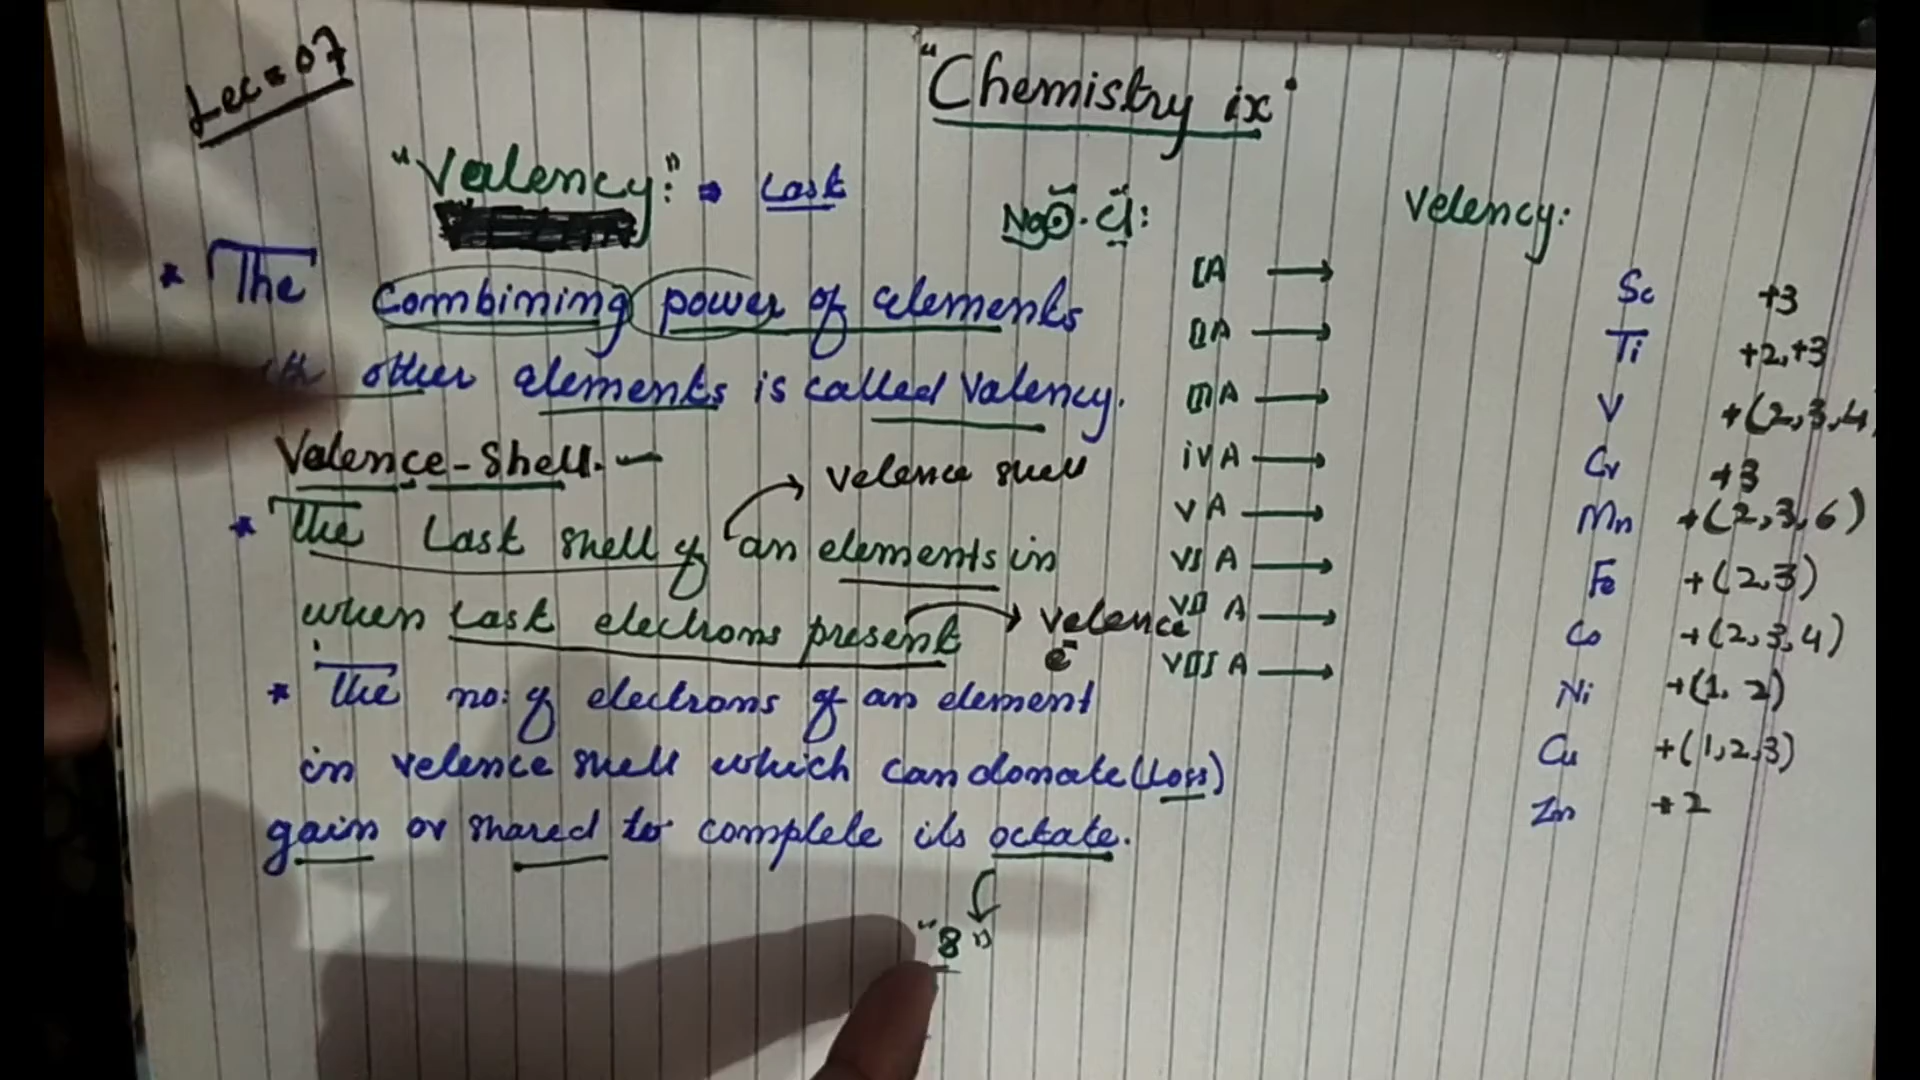 Lec = 07
"Chemistry ix"
"Valency:" Last
* The combining power of elements
other elements is called valency.
Valence-Shell.
velence shell
* The Last shell of an elements in
when Last electrons present
velence
e⁻
* The no: of electrons of an element
in velence shell which can donate (Loss)
gain or shared to complete its octate.
"8"
Na Cl:
IA →
IIA →
IIIA →
iVA →
VA →
VIA →
VIIA →
VIIIA →
Velency:
Sc +3
Ti +2,+3
V +(2,3,4
Cr +3
Mn +(2,3,6)
Fe +(2,3)
Co +(2,3,4)
Ni +(1, 2)
Cu +(1,2,3)
Zn +2